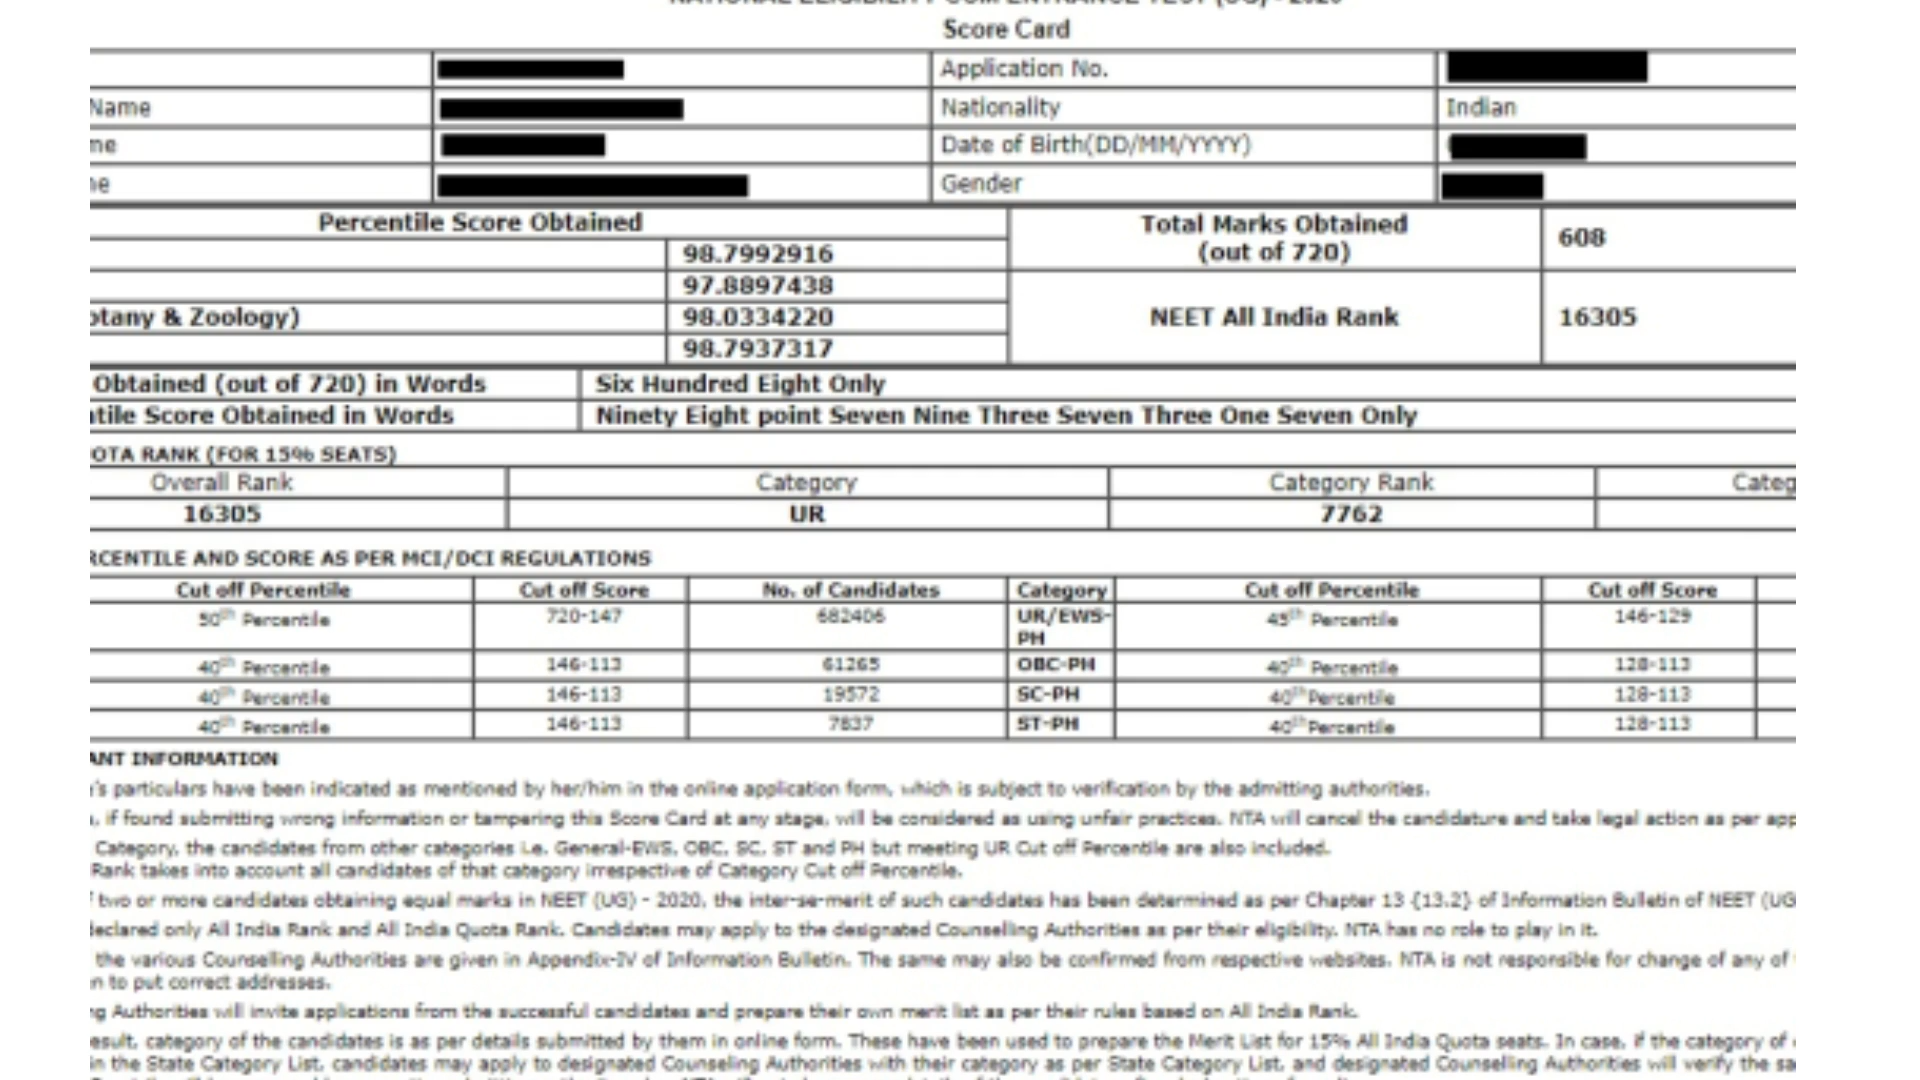 NATIONAL ELIGIBILITY CUM ENTRANCE TEST (UG) - 2020
Score Card
Application No.
Name Nationality Indian
me Date of Birth(DD/MM/YYYY)
ne Gender
Percentile Score Obtained Total Marks Obtained (out of 720) 608
98.7992916
97.8897438
otany & Zoology) 98.0334220 NEET All India Rank 16305
98.7937317
Obtained (out of 720) in Words Six Hundred Eight Only
ntile Score Obtained in Words Ninety Eight point Seven Nine Three Seven Three One Seven Only
OTA RANK (FOR 15% SEATS)
Overall Rank Category Category Rank Categ
16305 UR 7762
RCENTILE AND SCORE AS PER MCI/DCI REGULATIONS
Cut off Percentile Cut off Score No. of Candidates Category Cut off Percentile Cut off Score
50th Percentile 720-147 682406 UR/EWS-PH 45th Percentile 146-129
40th Percentile 146-113 61265 OBC-PH 40th Percentile 128-113
40th Percentile 146-113 19572 SC-PH 40th Percentile 128-113
40th Percentile 146-113 7837 ST-PH 40th Percentile 128-113
ANT INFORMATION
's particulars have been indicated as mentioned by her/him in the online application form, which is subject to verification by the admitting authorities.
, if found submitting wrong information or tampering this Score Card at any stage, will be considered as using unfair practices. NTA will cancel the candidature and take legal action as per app
Category, the candidates from other categories i.e. General-EWS, OBC, SC, ST and PH but meeting UR Cut off Percentile are also included.
Rank takes into account all candidates of that category irrespective of Category Cut off Percentile.
f two or more candidates obtaining equal marks in NEET (UG) - 2020, the inter-se-merit of such candidates has been determined as per Chapter 13 {13.2} of Information Bulletin of NEET (UG
declared only All India Rank and All India Quota Rank. Candidates may apply to the designated Counselling Authorities as per their eligibility. NTA has no role to play in it.
the various Counselling Authorities are given in Appendix-IV of Information Bulletin. The same may also be confirmed from respective websites. NTA is not responsible for change of any of
n to put correct addresses.
ng Authorities will invite applications from the successful candidates and prepare their own merit list as per their rules based on All India Rank.
esult, category of the candidates is as per details submitted by them in online form. These have been used to prepare the Merit List for 15% All India Quota seats. In case, if the category of
in the State Category List, candidates may apply to designated Counseling Authorities with their category as per State Category List, and designated Counselling Authorities will verify the sa